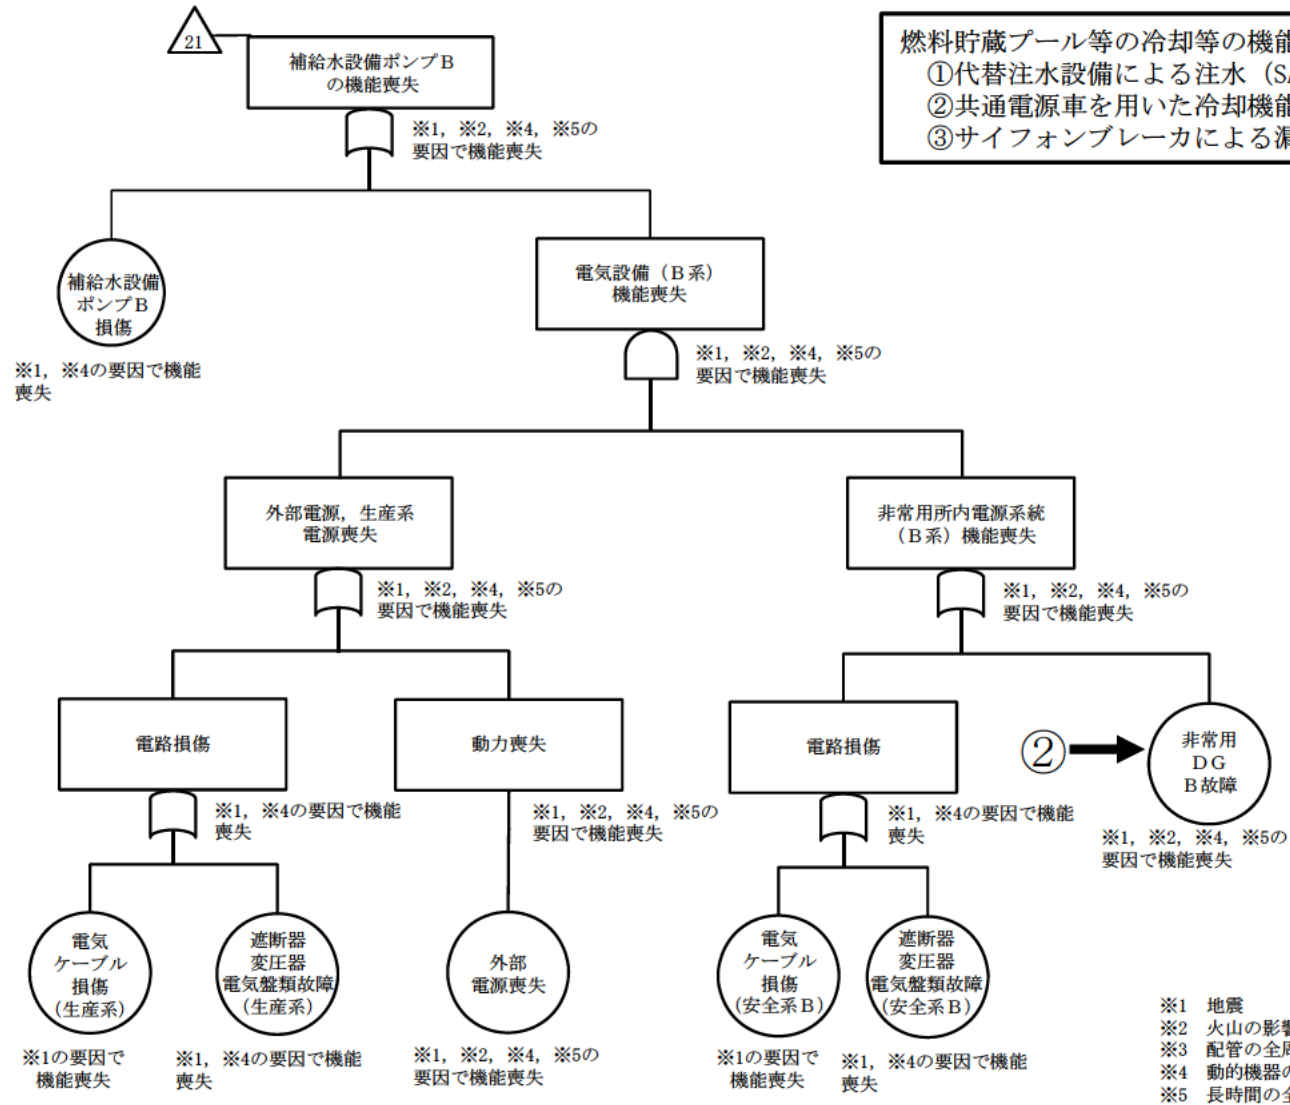 21
補給水設備ポンプB
の機能喪失
※1, ※2, ※4, ※5の
要因で機能喪失
燃料貯蔵プール等の冷却等の機能
①代替注水設備による注水（SA
②共通電源車を用いた冷却機能
③サイフォンブレーカによる漏
補給水設備
ポンプB
損傷
※1, ※4の要因で機能
喪失
電気設備（B系）
機能喪失
※1, ※2, ※4, ※5の
要因で機能喪失
外部電源, 生産系
電源喪失
※1, ※2, ※4, ※5の
要因で機能喪失
非常用所内電源系統
（B系）機能喪失
※1, ※2, ※4, ※5の
要因で機能喪失
電路損傷
※1, ※4の要因で機能
喪失
動力喪失
※1, ※2, ※4, ※5の
要因で機能喪失
電路損傷
※1, ※4の要因で機能
喪失
②
非常用
DG
B故障
※1, ※2, ※4, ※5の
要因で機能喪失
電気
ケーブル
損傷
(生産系)
※1の要因で
機能喪失
遮断器
変圧器
電気盤類故障
(生産系)
※1, ※4の要因で機能
喪失
外部
電源喪失
※1, ※2, ※4, ※5の
要因で機能喪失
電気
ケーブル
損傷
(安全系B)
※1の要因で
機能喪失
遮断器
変圧器
電気盤類故障
(安全系B)
※1, ※4の要因で機能
喪失
※1 地震
※2 火山の影響
※3 配管の全周
※4 動的機器の
※5 長時間の全